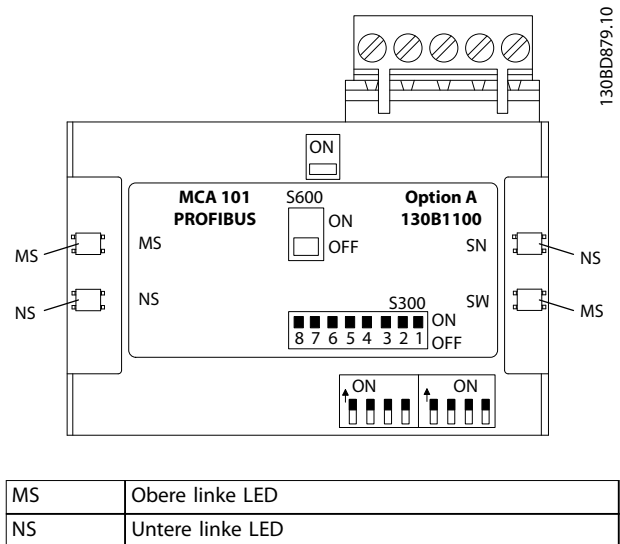 130BD879.10
ON
MCA 101 S600 Option A
PROFIBUS ON 130B1100
MS OFF SN
MS NS
NS SW
NS S300 MS
ON
8 7 6 5 4 3 2 1 OFF
ON ON
MS Obere linke LED
NS Untere linke LED